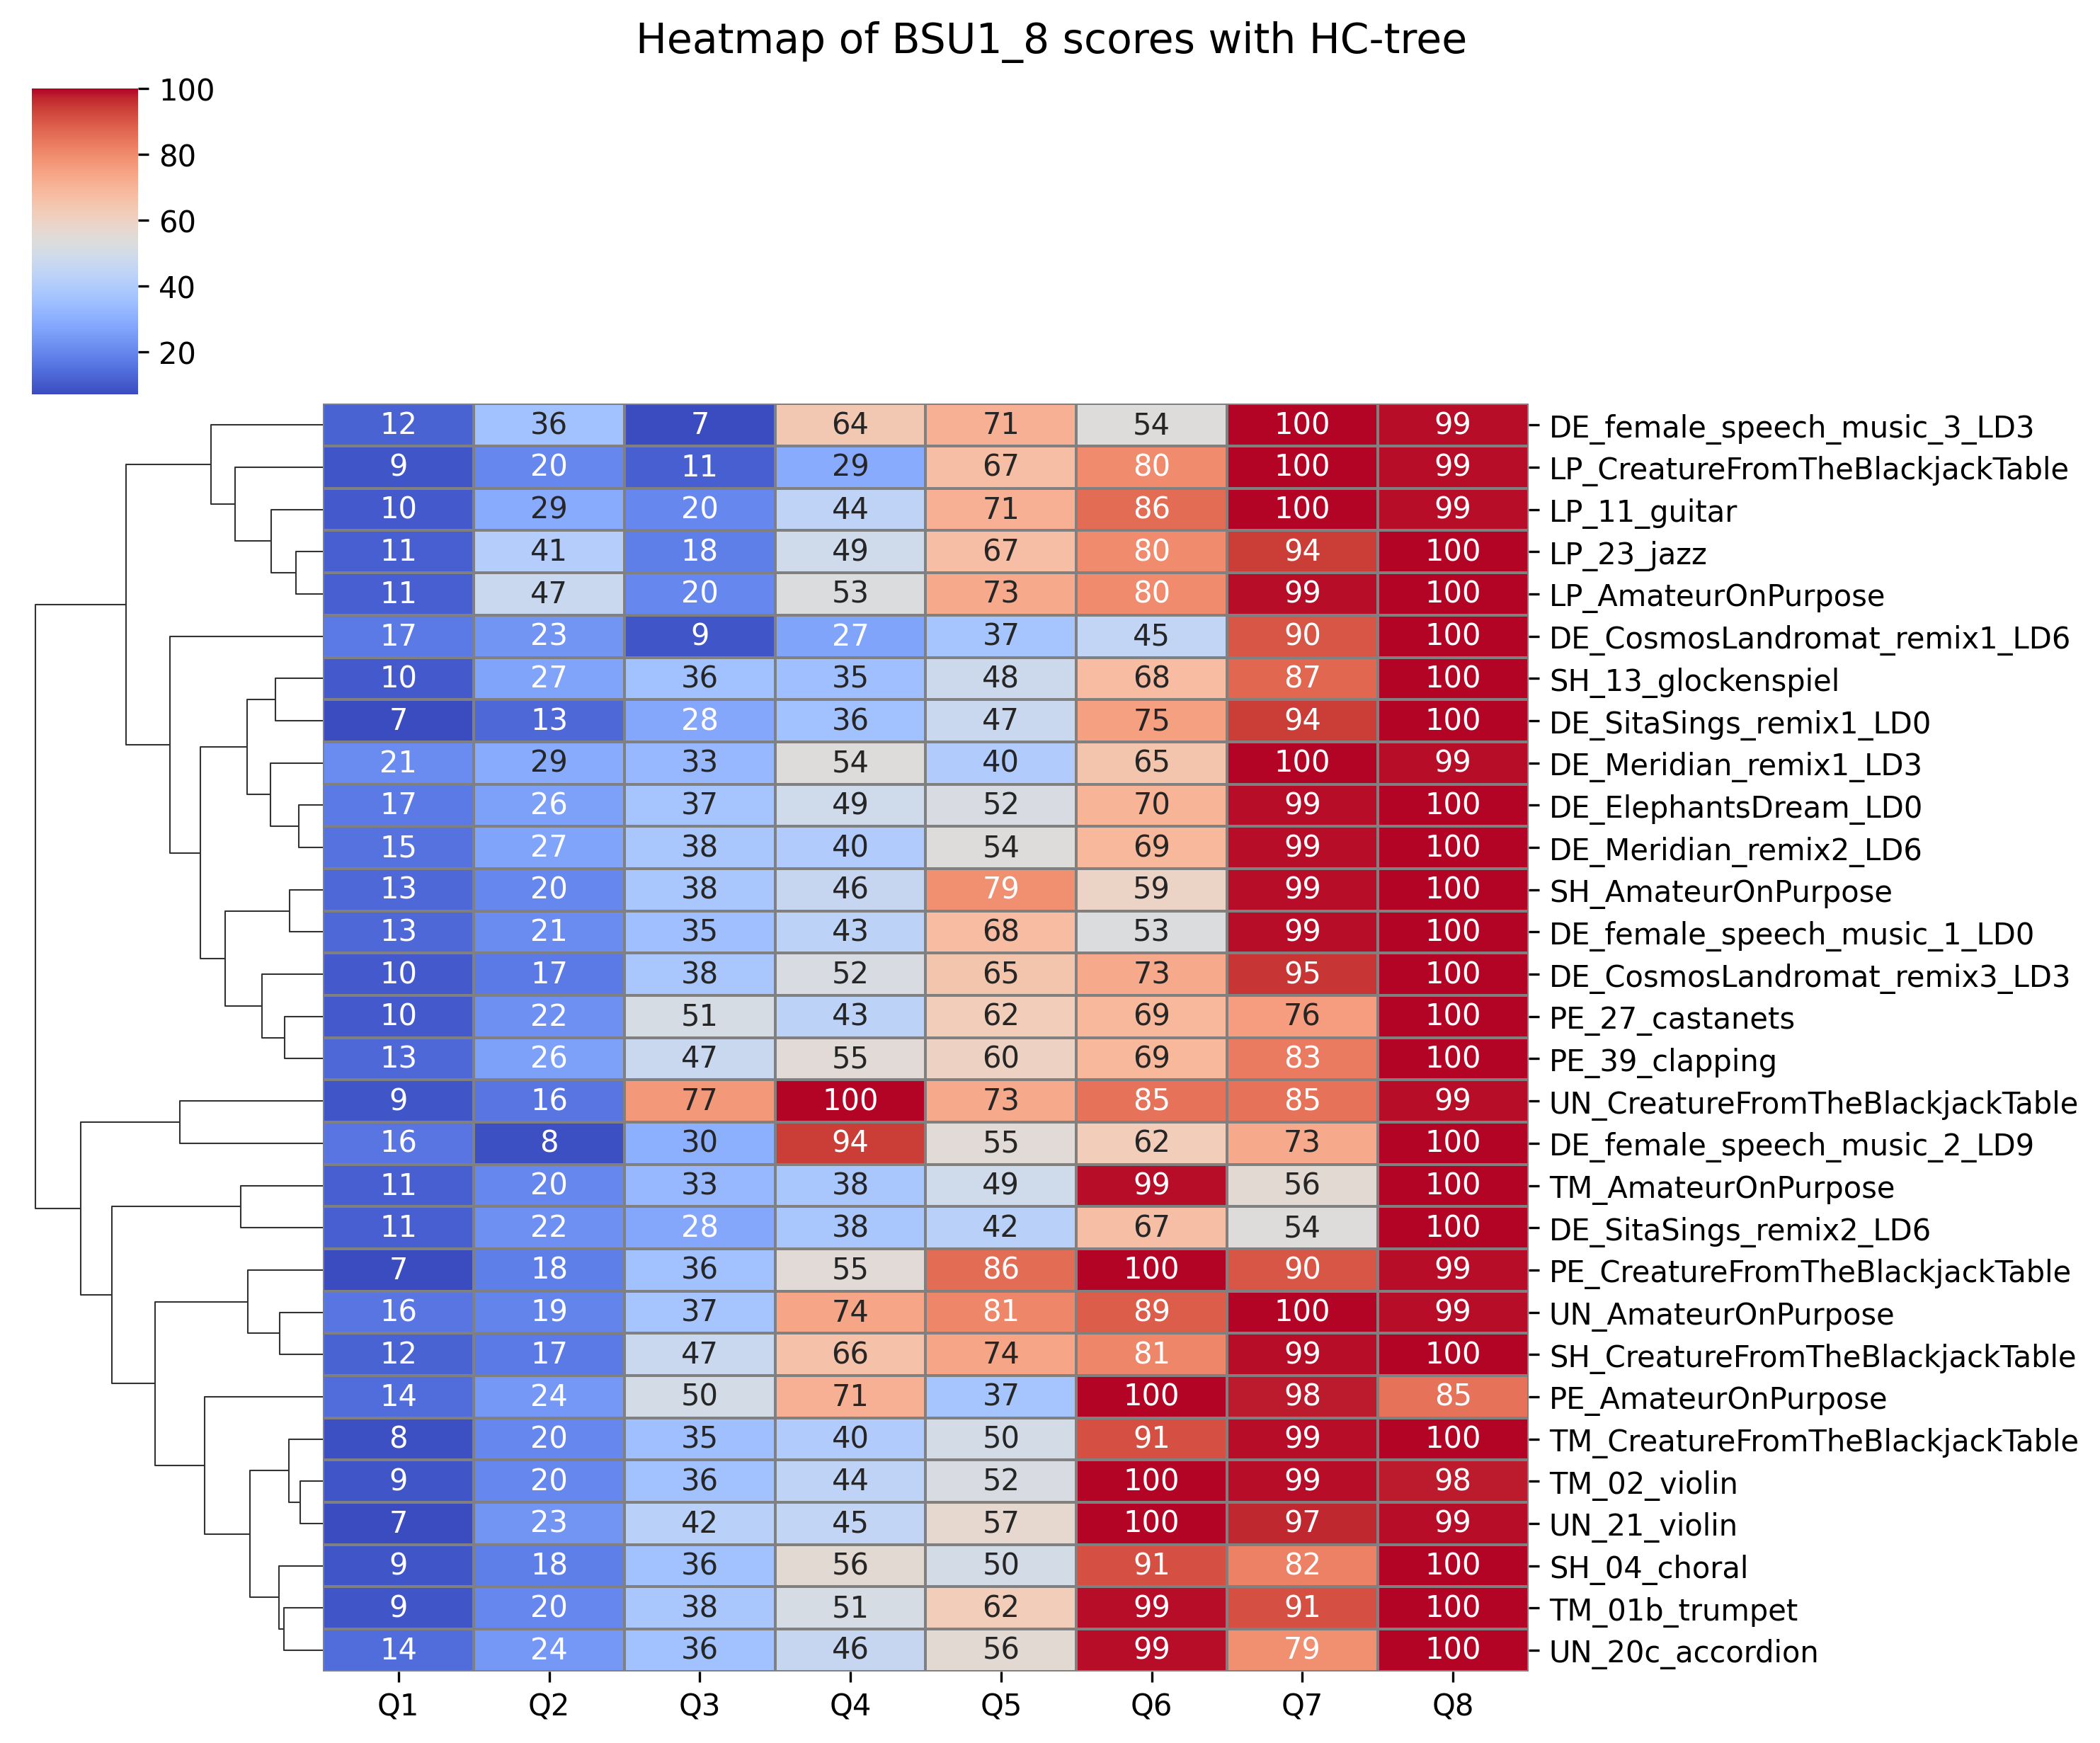 Heatmap of BSU1_8 scores with HC-tree
100
80
60
40
20
12 36 7 64 71 54 100 99 DE_female_speech_music_3_LD3
9 20 11 29 67 80 100 99 LP_CreatureFromTheBlackjackTable
10 29 20 44 71 86 100 99 LP_11_guitar
11 41 18 49 67 80 94 100 LP_23_jazz
11 47 20 53 73 80 99 100 LP_AmateurOnPurpose
17 23 9 27 37 45 90 100 DE_CosmosLandromat_remix1_LD6
10 27 36 35 48 68 87 100 SH_13_glockenspiel
7 13 28 36 47 75 94 100 DE_SitaSings_remix1_LD0
21 29 33 54 40 65 100 99 DE_Meridian_remix1_LD3
17 26 37 49 52 70 99 100 DE_ElephantsDream_LD0
15 27 38 40 54 69 99 100 DE_Meridian_remix2_LD6
13 20 38 46 79 59 99 100 SH_AmateurOnPurpose
13 21 35 43 68 53 99 100 DE_female_speech_music_1_LD0
10 17 38 52 65 73 95 100 DE_CosmosLandromat_remix3_LD3
10 22 51 43 62 69 76 100 PE_27_castanets
13 26 47 55 60 69 83 100 PE_39_clapping
9 16 77 100 73 85 85 99 UN_CreatureFromTheBlackjackTable
16 8 30 94 55 62 73 100 DE_female_speech_music_2_LD9
11 20 33 38 49 99 56 100 TM_AmateurOnPurpose
11 22 28 38 42 67 54 100 DE_SitaSings_remix2_LD6
7 18 36 55 86 100 90 99 PE_CreatureFromTheBlackjackTable
16 19 37 74 81 89 100 99 UN_AmateurOnPurpose
12 17 47 66 74 81 99 100 SH_CreatureFromTheBlackjackTable
14 24 50 71 37 100 98 85 PE_AmateurOnPurpose
8 20 35 40 50 91 99 100 TM_CreatureFromTheBlackjackTable
9 20 36 44 52 100 99 98 TM_02_violin
7 23 42 45 57 100 97 99 UN_21_violin
9 18 36 56 50 91 82 100 SH_04_choral
9 20 38 51 62 99 91 100 TM_01b_trumpet
14 24 36 46 56 99 79 100 UN_20c_accordion
Q1 Q2 Q3 Q4 Q5 Q6 Q7 Q8